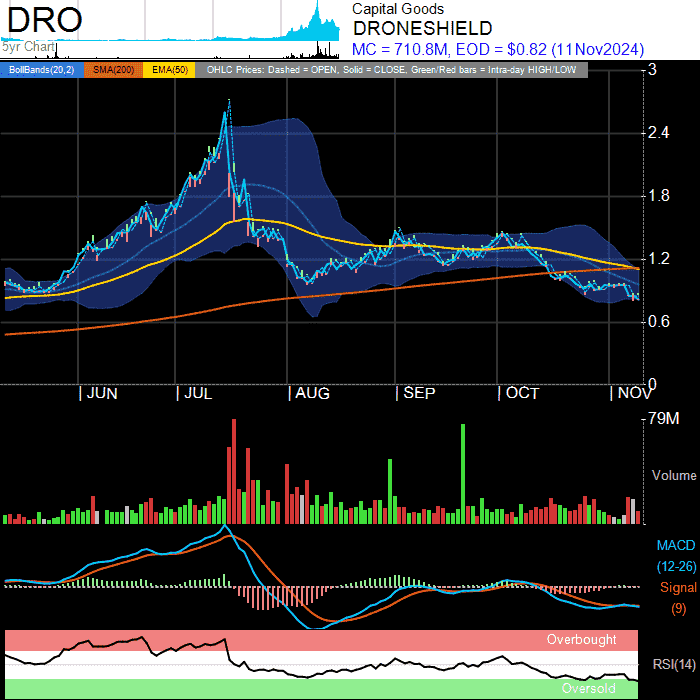 DRO
5yr Chart
Capital Goods
DRONESHIELD
MC = 710.8M, EOD = $0.82 (11Nov2024)
BollBands(20,2) SMA(200) EMA(50) OHLC Prices: Dashed = OPEN, Solid = CLOSE, Green/Red bars = Intra-day HIGH/LOW
3
2.4
1.8
1.2
0.6
0
| JUN | JUL | AUG | SEP | OCT | NOV
79M
Volume
MACD
(12-26)
Signal
(9)
Overbought
RSI(14)
Oversold